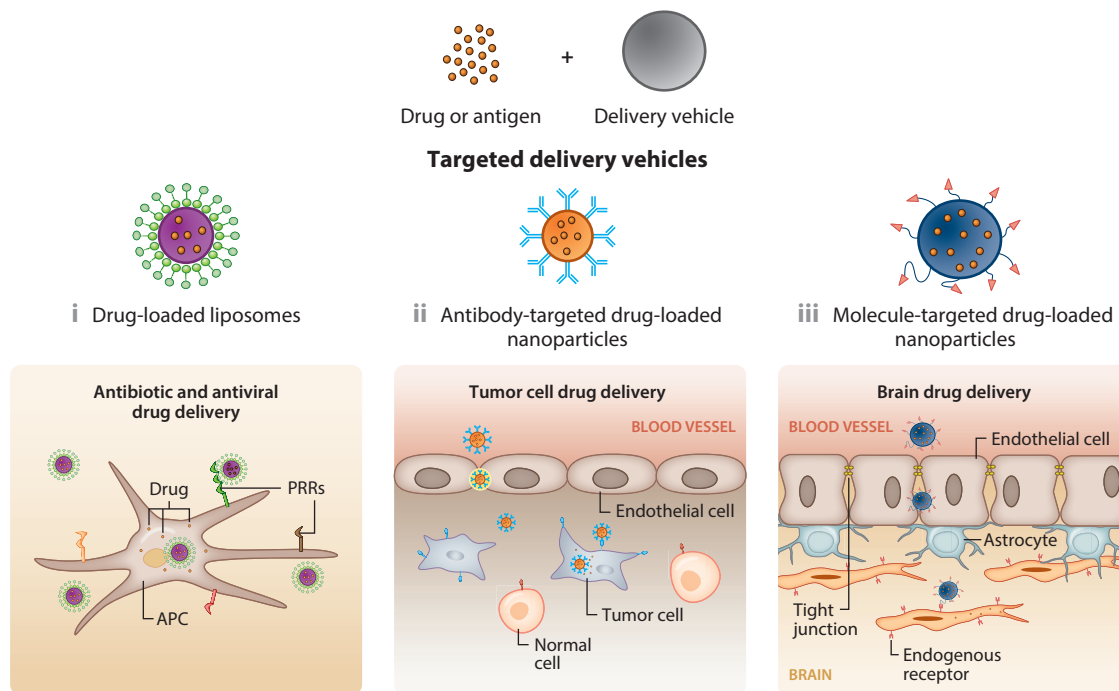 +
Drug or antigen
Delivery vehicle
Targeted delivery vehicles
i Drug-loaded liposomes
ii Antibody-targeted drug-loaded
nanoparticles
iii Molecule-targeted drug-loaded
nanoparticles
Antibiotic and antiviral
drug delivery
Drug
PRRs
APC
Tumor cell drug delivery
BLOOD VESSEL
Endothelial cell
Tumor cell
Normal
cell
Brain drug delivery
BLOOD VESSEL
Endothelial cell
Astrocyte
Tight
junction
Endogenous
receptor
BRAIN